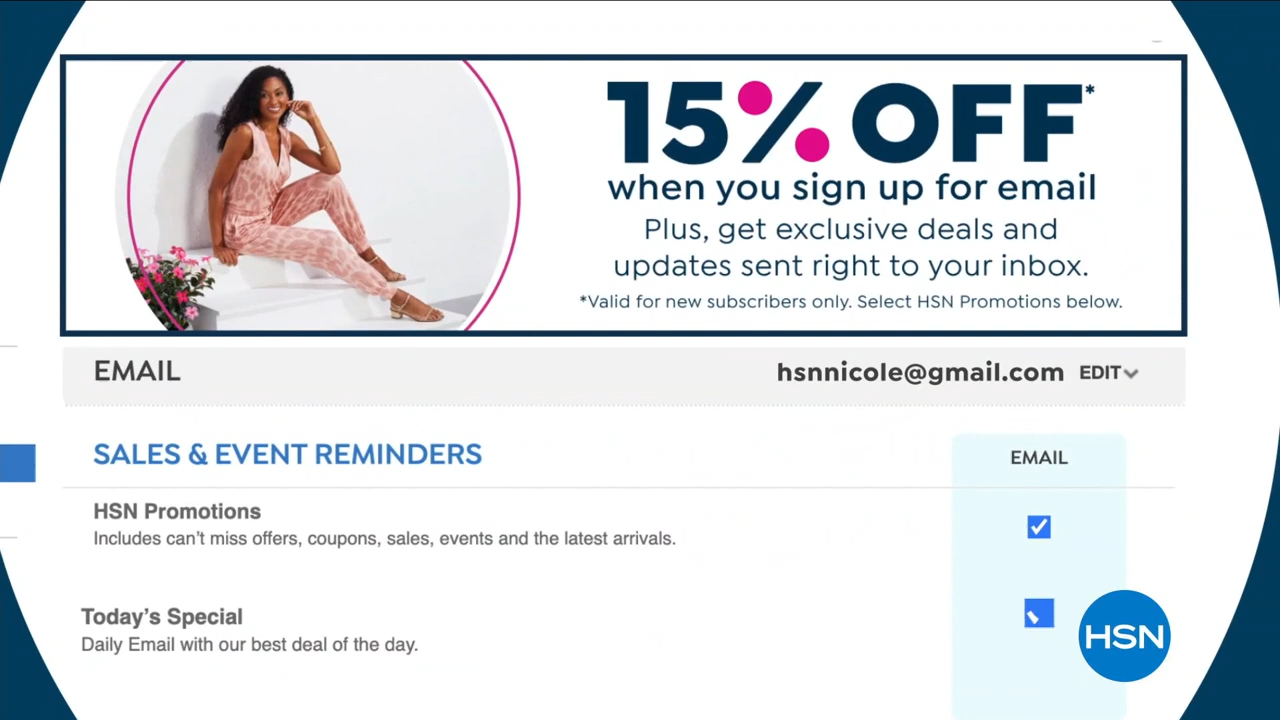 15% OFF*
when you sign up for email
Plus, get exclusive deals and
updates sent right to your inbox.
*Valid for new subscribers only. Select HSN Promotions below.
EMAIL hsnnicole@gmail.com EDIT
SALES & EVENT REMINDERS EMAIL
HSN Promotions
Includes can't miss offers, coupons, sales, events and the latest arrivals.
Today's Special
Daily Email with our best deal of the day.
HSN